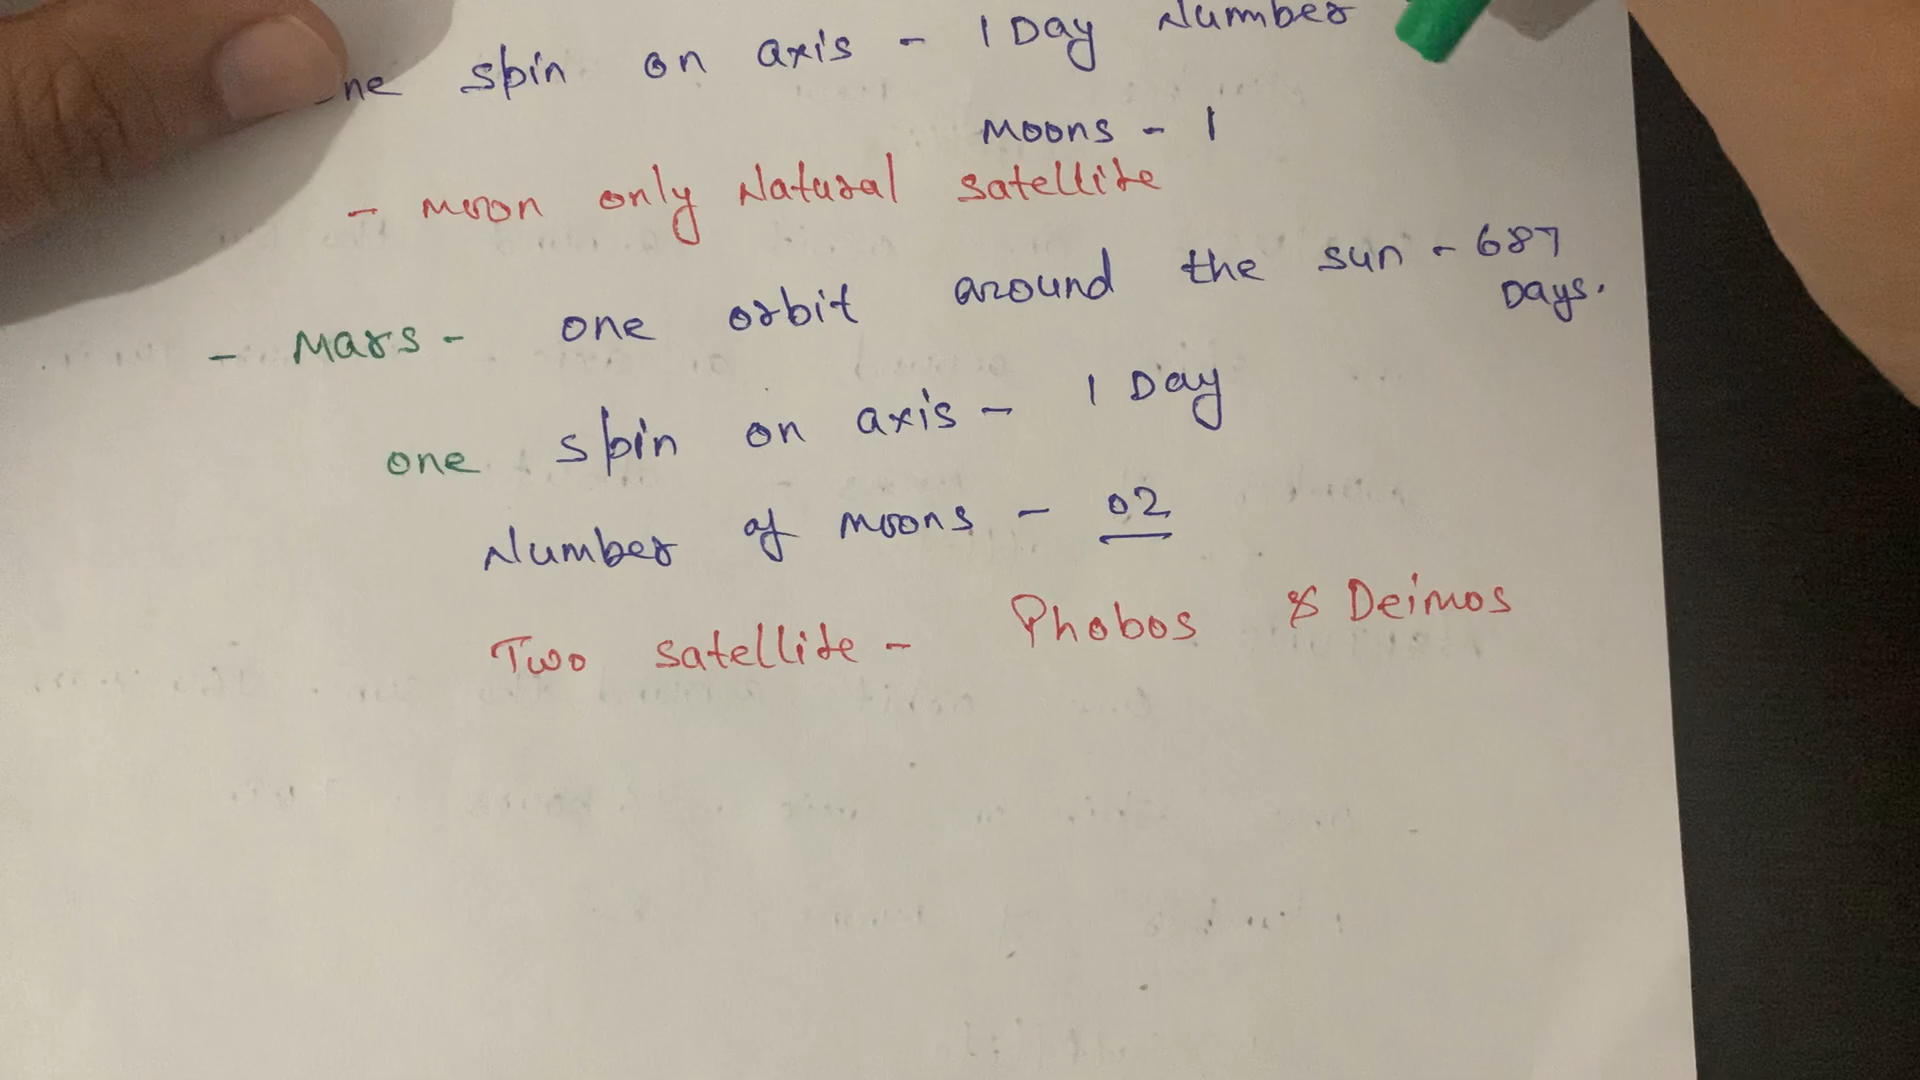 spin on axis - 1 Day Number
Moons - 1
- Moon only Natural satellite
- Mars - one orbit around the sun - 687
Days.
one spin on axis - 1 Day
Number of moons - 02
Two satellite - Phobos & Deimos